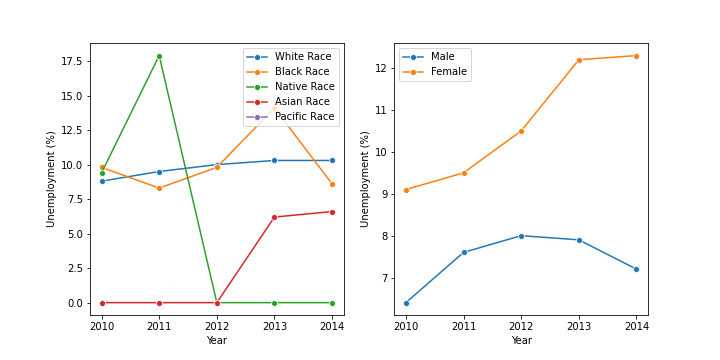 White Race
Black Race
Native Race
Asian Race
Pacific Race
Unemployment (%)
17.5
15.0
12.5
10.0
7.5
5.0
2.5
0.0
2010 2011 2012 2013 2014
Year
Male
Female
Unemployment (%)
12
11
10
9
8
7
2010 2011 2012 2013 2014
Year